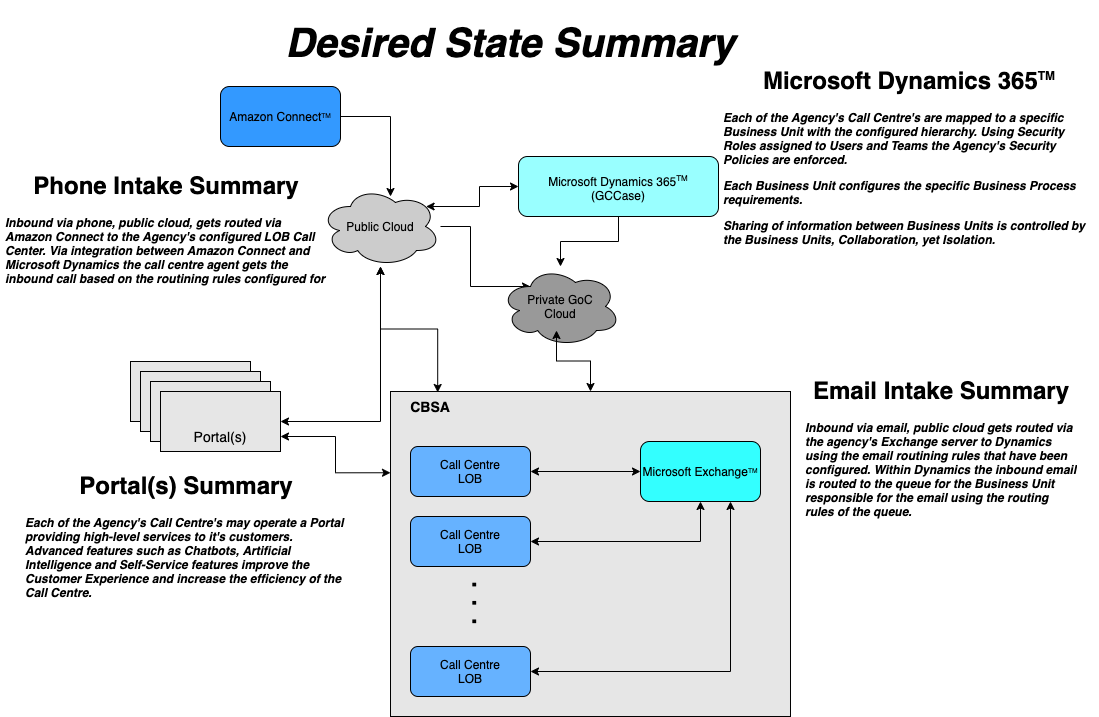 Desired State Summary
Microsoft Dynamics 365TM
Each of the Agency's Call Centre's are mapped to a specific
Business Unit with the configured hierarchy. Using Security
Roles assigned to Users and Teams the Agency's Security
Policies are enforced.
Each Business Unit configures the specific Business Process
requirements.
Sharing of information between Business Units is controlled by
the Business Units, Collaboration, yet Isolation.
Amazon ConnectTM
Microsoft Dynamics 365TM
(GCCase)
Phone Intake Summary
Inbound via phone, public cloud, gets routed via
Amazon Connect to the Agency's configured LOB Call
Center. Via integration between Amazon Connect and
Microsoft Dynamics the call centre agent gets the
inbound call based on the routining rules configured for
Public Cloud
Private GoC
Cloud
Portal(s)
Portal(s) Summary
Each of the Agency's Call Centre's may operate a Portal
providing high-level services to it's customers.
Advanced features such as Chatbots, Artificial
Intelligence and Self-Service features improve the
Customer Experience and increase the efficiency of the
Call Centre.
CBSA
Call Centre
LOB
Microsoft ExchangeTM
Call Centre
LOB
Call Centre
LOB
Email Intake Summary
Inbound via email, public cloud gets routed via
the agency's Exchange server to Dynamics
using the email routining rules that have been
configured. Within Dynamics the inbound email
is routed to the queue for the Business Unit
responsible for the email using the routing
rules of the queue.